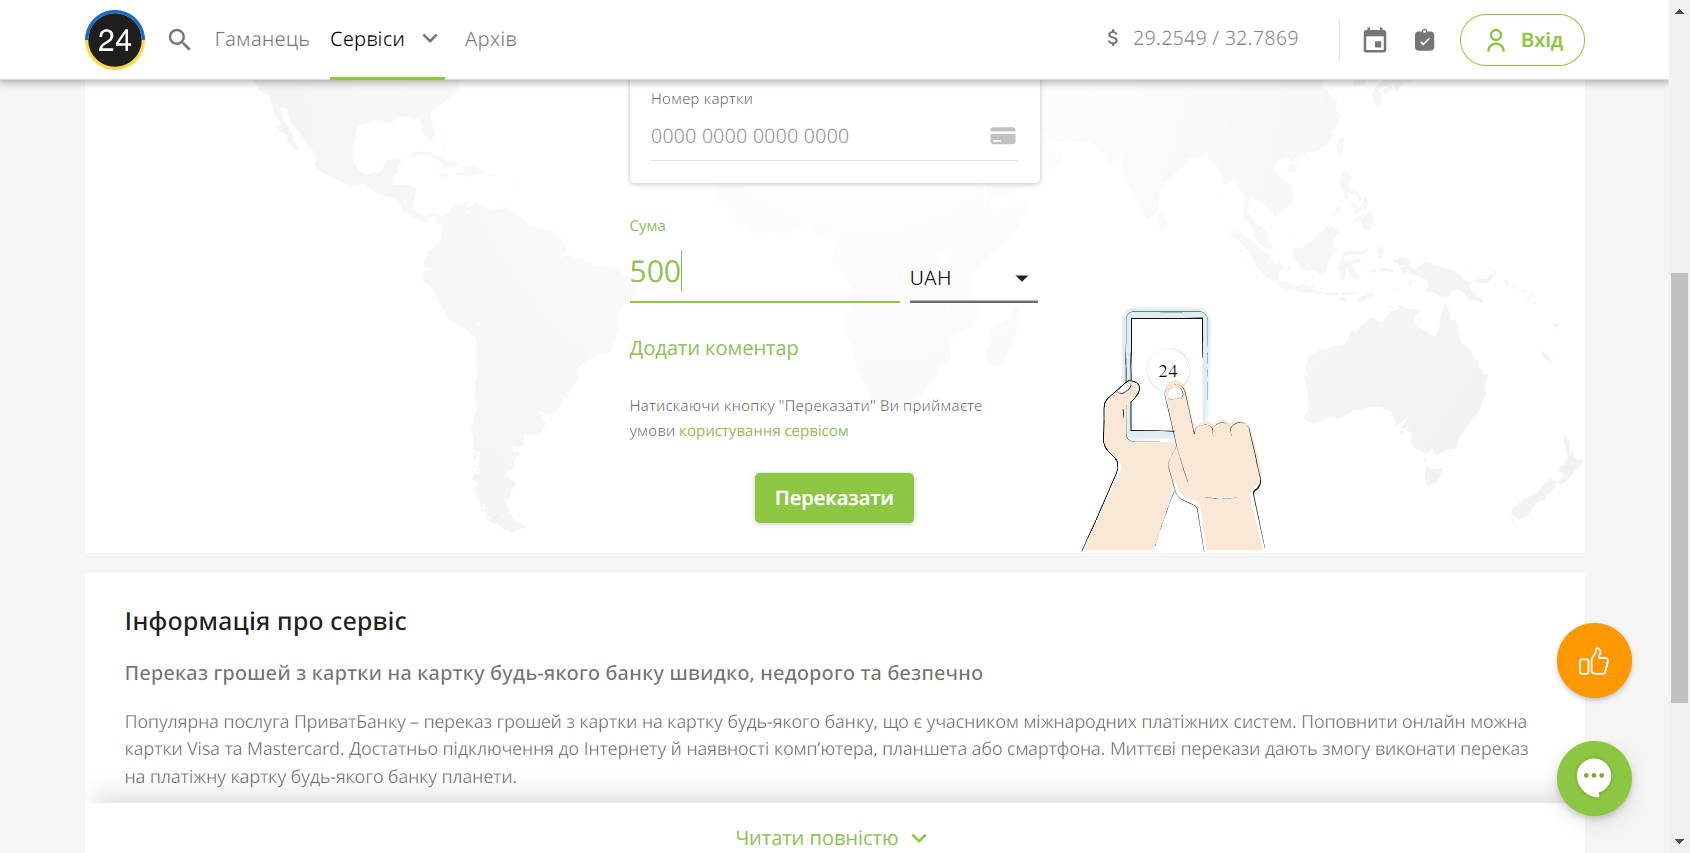 24
Гаманець
Сервіси
Архів
$ 29.2549 / 32.7869
Вхід
Номер картки
0000 0000 0000 0000
Сума
500
UAH
Додати коментар
24
Натискаючи кнопку "Переказати" Ви приймаєте
умови користування сервісом
Переказати
Інформація про сервіс
Переказ грошей з картки на картку будь-якого банку швидко, недорого та безпечно
Популярна послуга ПриватБанку – переказ грошей з картки на картку будь-якого банку, що є учасником міжнародних платіжних систем. Поповнити онлайн можна
картки Visa та Mastercard. Достатньо підключення до Інтернету й наявності комп’ютера, планшета або смартфона. Миттєві перекази дають змогу виконати переказ
на платіжну картку будь-якого банку планети.
Читати повністю